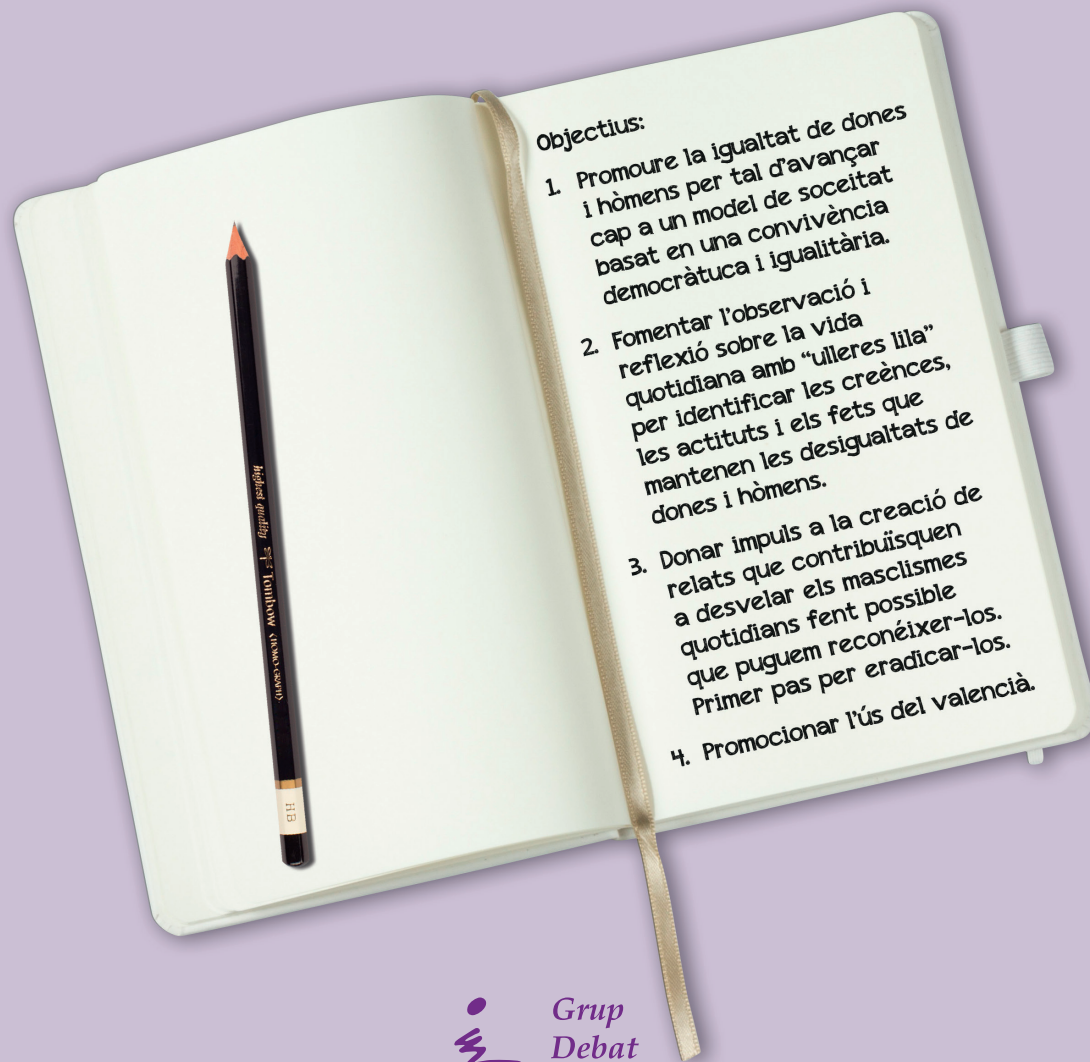 Objectius:
1. Promoure la igualtat de dones
i hòmens per tal d'avançar
cap a un model de soceitat
basat en una convivència
democràtuca i igualitària.
2. Fomentar l'observació i
reflexió sobre la vida
quotidiana amb “ulleres lila”
per identificar les creènces,
les actituts i els fets que
mantenen les desigualtats de
dones i hòmens.
3. Donar impuls a la creació de
relats que contribuïsquen
a desvelar els masclismes
quotidians fent possible
que puguem reconéixer-los.
Primer pas per eradicar-los.
4. Promocionar l'ús del valencià.
highest quality Tombow (HOMO-GRAPH)
HB
Grup
Debat